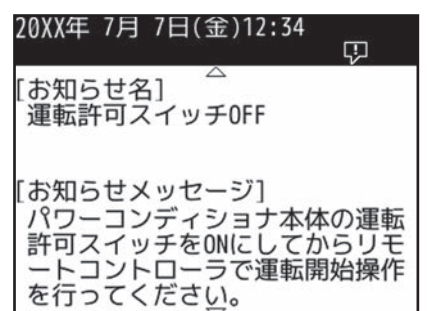 20XX年 7月 7日(金)12:34
[お知らせ名]
運転許可スイッチOFF
[お知らせメッセージ]
パワーコンディショナ本体の運転
許可スイッチをONにしてからリモ
ートコントローラで運転開始操作
を行ってください。